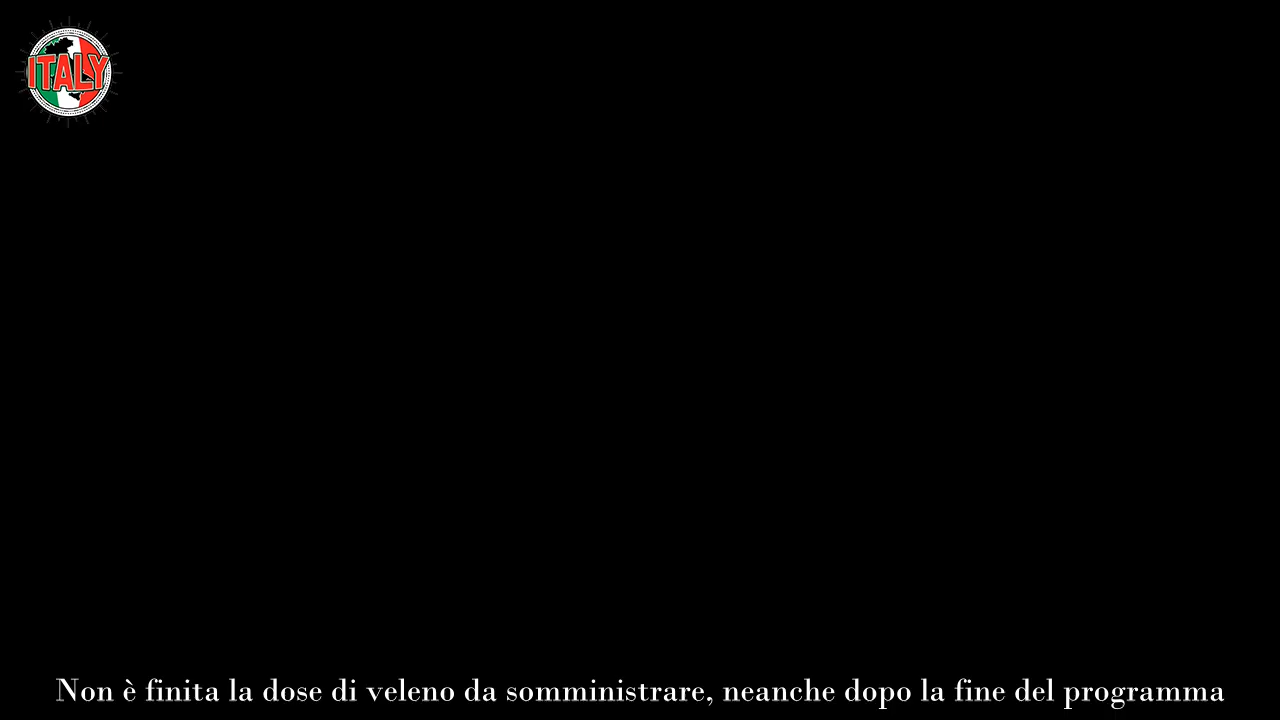 ITALY
Non è finita la dose di veleno da somministrare, neanche dopo la fine del programma